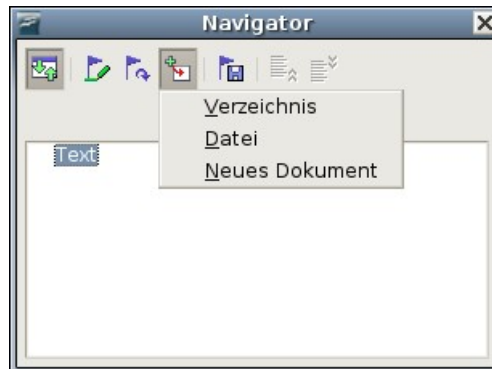 Navigator
Verzeichnis
Datei
Neues Dokument
Text